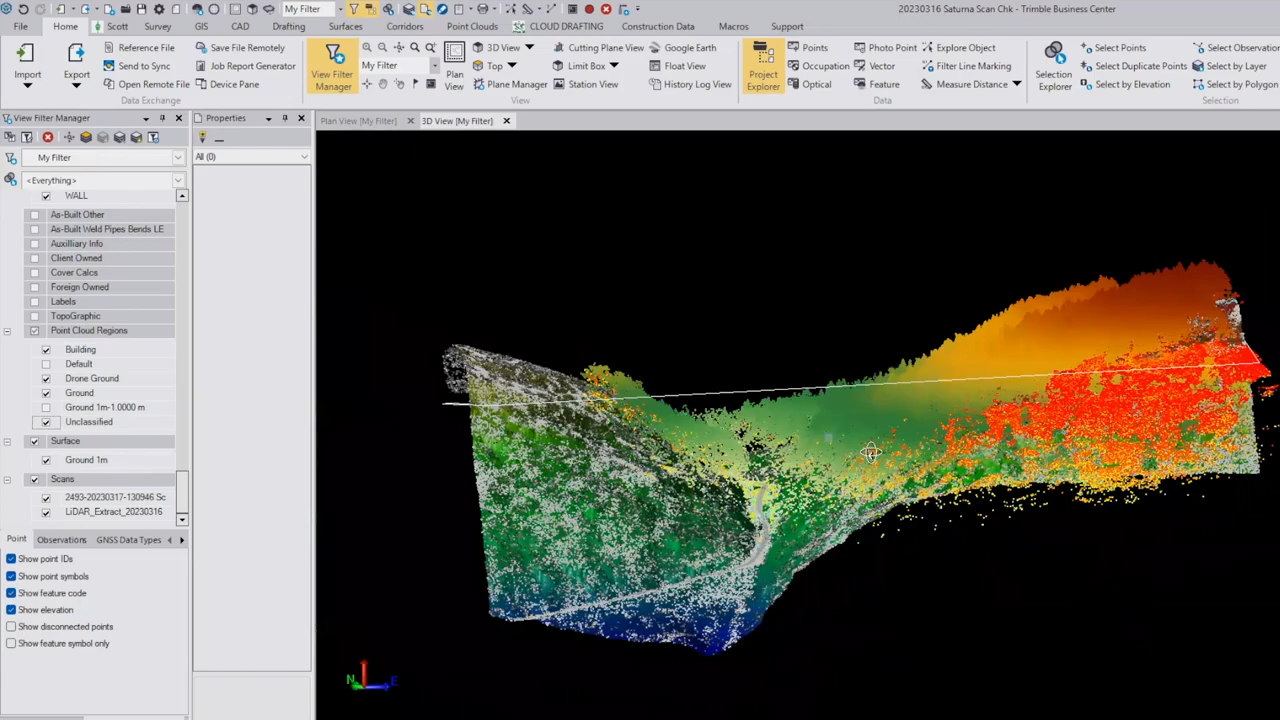 My Filter
20230316 Saturna Scan Chk - Trimble Business Center
File Home Scott Survey GIS CAD Drafting Surfaces Corridors Point Clouds CLOUD DRAFTING Construction Data Macros Support
Import
Export
Reference File
Send to Sync
Open Remote File
Save File Remotely
Job Report Generator
Device Pane
Data Exchange
View Filter
Manager
My Filter
Plan
View
3D View
Top
Cutting Plane View
Limit Box
Plane Manager
Station View
Google Earth
Float View
History Log View
View
Project
Explorer
Points
Occupation
Optical
Photo Point
Vector
Feature
Explore Object
Filter Line Marking
Measure Distance
Data
Selection
Explorer
Select Points
Select Duplicate Points
Select by Elevation
Select Observation
Select by Layer
Select by Polygon
Selection
View Filter Manager
My Filter
<Everything>
WALL
As-Built Other
As-Built Weld Pipes Bends LE
Auxilliary Info
Client Owned
Cover Calcs
Foreign Owned
Labels
TopoGraphic
Point Cloud Regions
Building
Default
Drone Ground
Ground
Ground 1m-1.0000 m
Unclassified
Surface
Ground 1m
Scans
2493-20230317-130946 Sc
LiDAR_Extract_20230316
Point Observations GNSS Data Types
Show point IDs
Show point symbols
Show feature code
Show elevation
Show disconnected points
Show feature symbol only
Properties
All (0)
Plan View [My Filter]
3D View [My Filter]
N
E